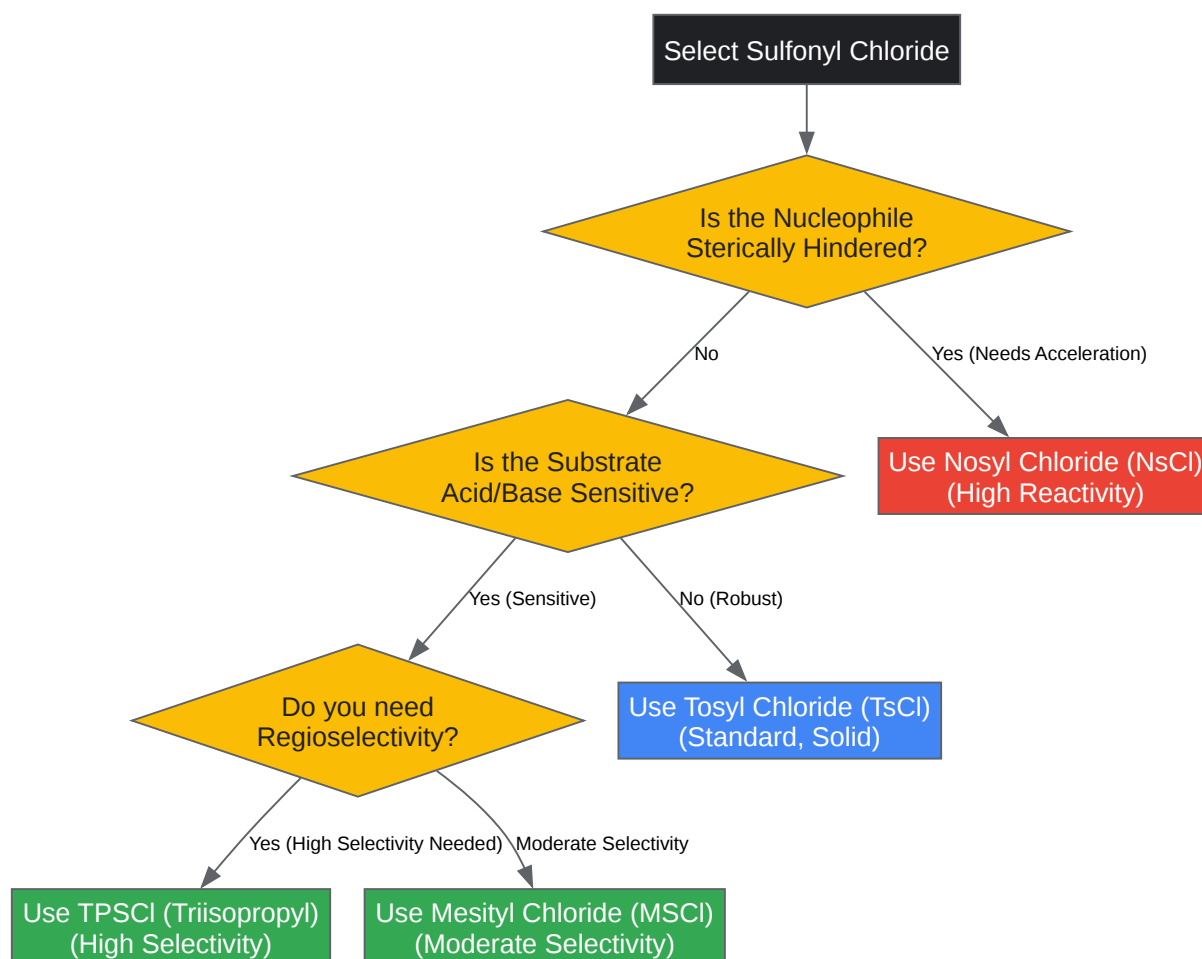 Select Sulfonyl Chloride
Is the Nucleophile
Sterically Hindered?
No
Yes (Needs Acceleration)
Is the Substrate
Acid/Base Sensitive?
Use Nosyl Chloride (NsCl)
(High Reactivity)
Yes (Sensitive)
No (Robust)
Do you need
Regioselectivity?
Use Tosyl Chloride (TsCl)
(Standard, Solid)
Yes (High Selectivity Needed)
Moderate Selectivity
Use TPSCl (Triisopropyl)
(High Selectivity)
Use Mesityl Chloride (MSCl)
(Moderate Selectivity)